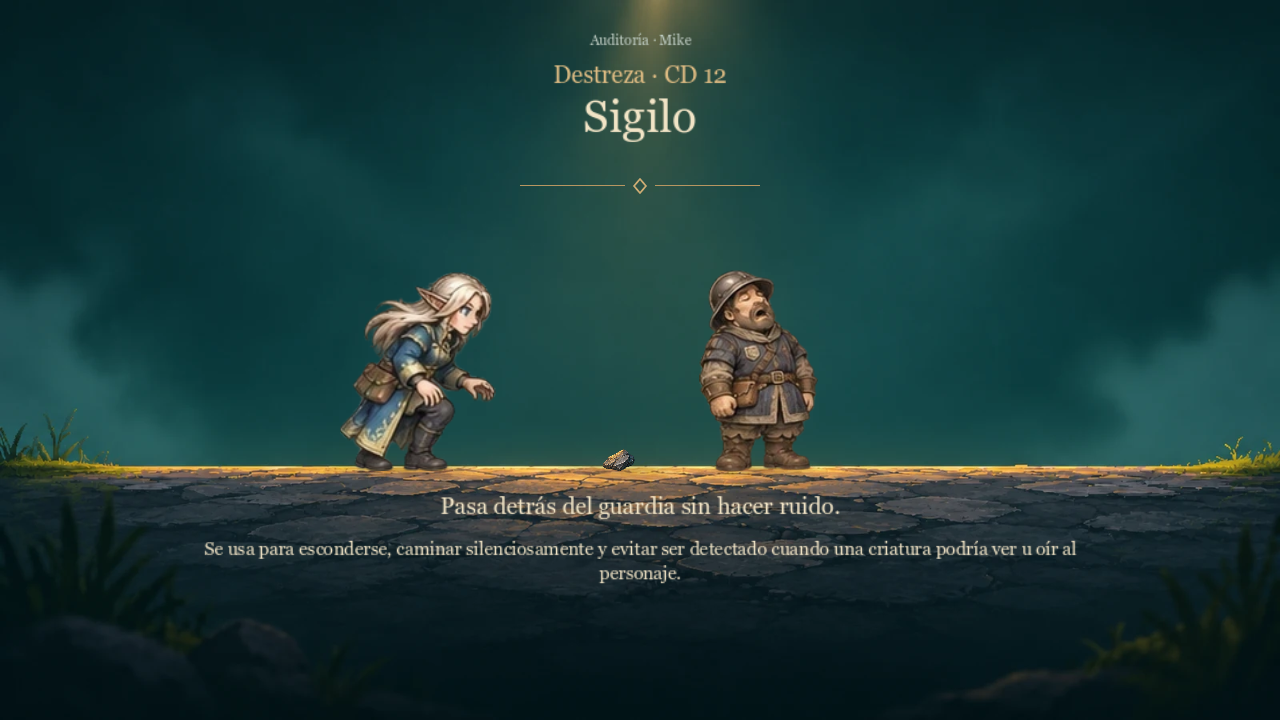 Auditoría · Mike
Destreza · CD 12
Sigilo
Pasa detrás del guardia sin hacer ruido.
Se usa para esconderse, caminar silenciosamente y evitar ser detectado cuando una criatura podría ver u oír al
personaje.